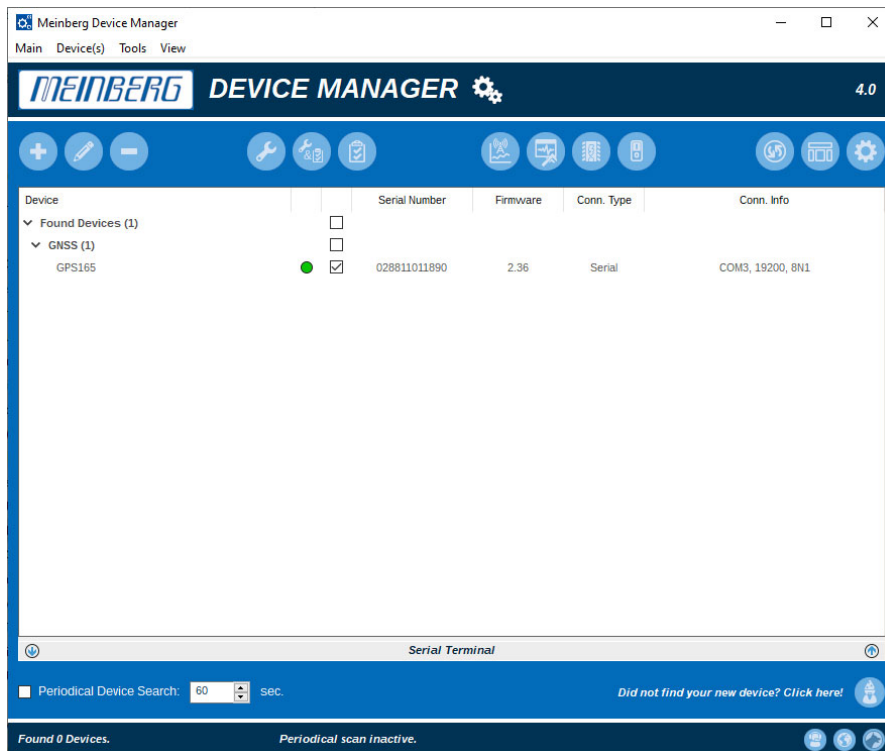 Meinberg Device Manager
Main Device(s) Tools View
MEINBERG DEVICE MANAGER 4.0
Device Serial Number Firmware Conn. Type Conn. Info
Found Devices (1)
GNSS (1)
GPS165 028811011890 2.36 Serial COM3, 19200, 8N1
Serial Terminal
Periodical Device Search: 60 sec. Did not find your new device? Click here!
Found 0 Devices. Periodical scan inactive.